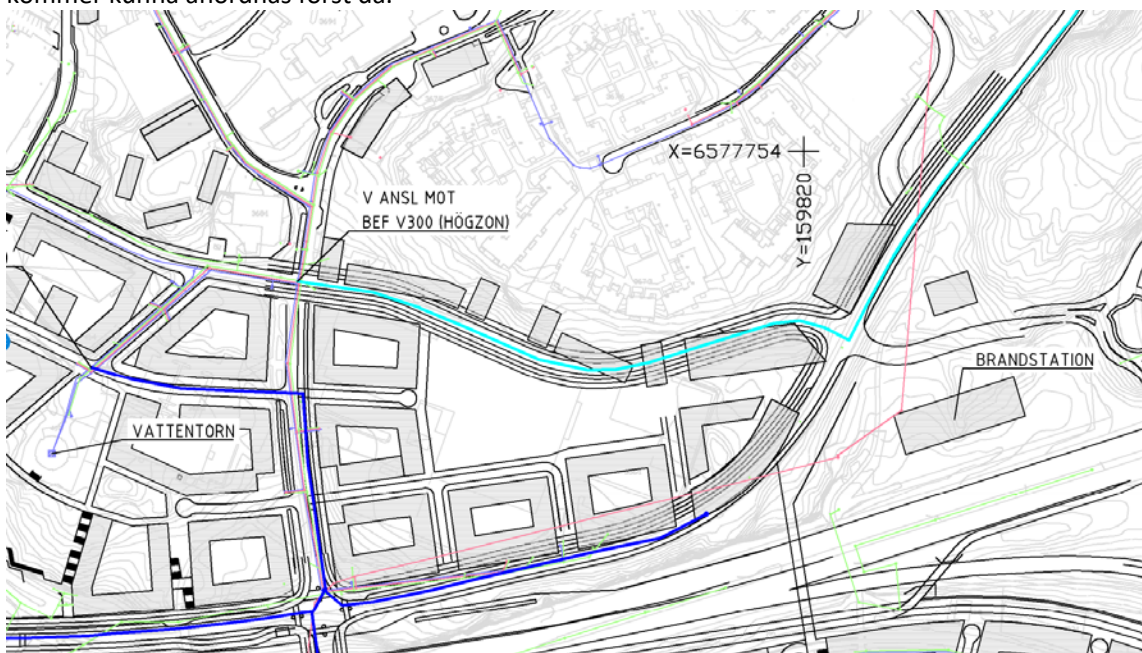 kommer kunna anordnas först då.
X=6577754
Y=159820
V ANSL MOT
BEF V300 (HÖGZON)
BRANDSTATION
VATTENTORN